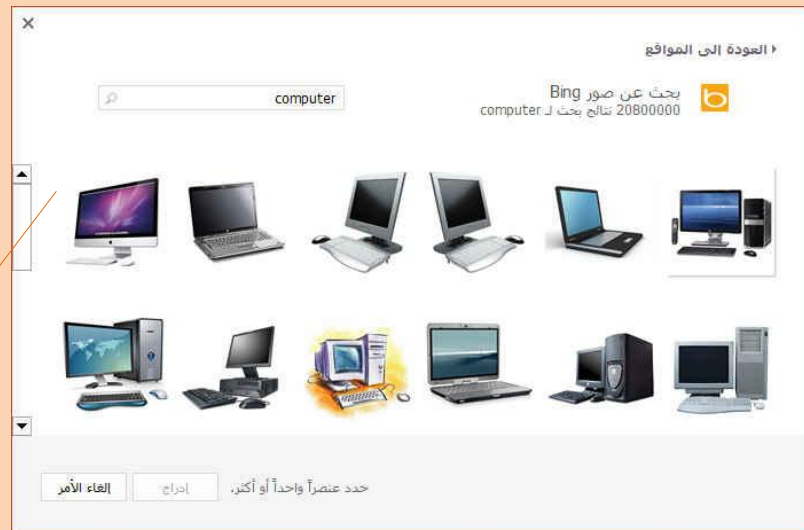 العودة إلى المواقع
بحث عن صور Bing
20800000 نتائج بحث لـ computer
computer
حدد عنصراً واحداً أو أكثر.
إدراج
إلغاء الأمر